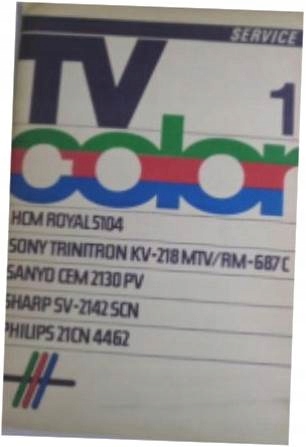 SERVICE
TV 1
color
HCM ROYAL 5104
SONY TRINITRON KV-218 MTV/RM-687C
SANYO CEM 2130 PV
SHARP SV-2142 SCN
PHILIPS 21CN 4462